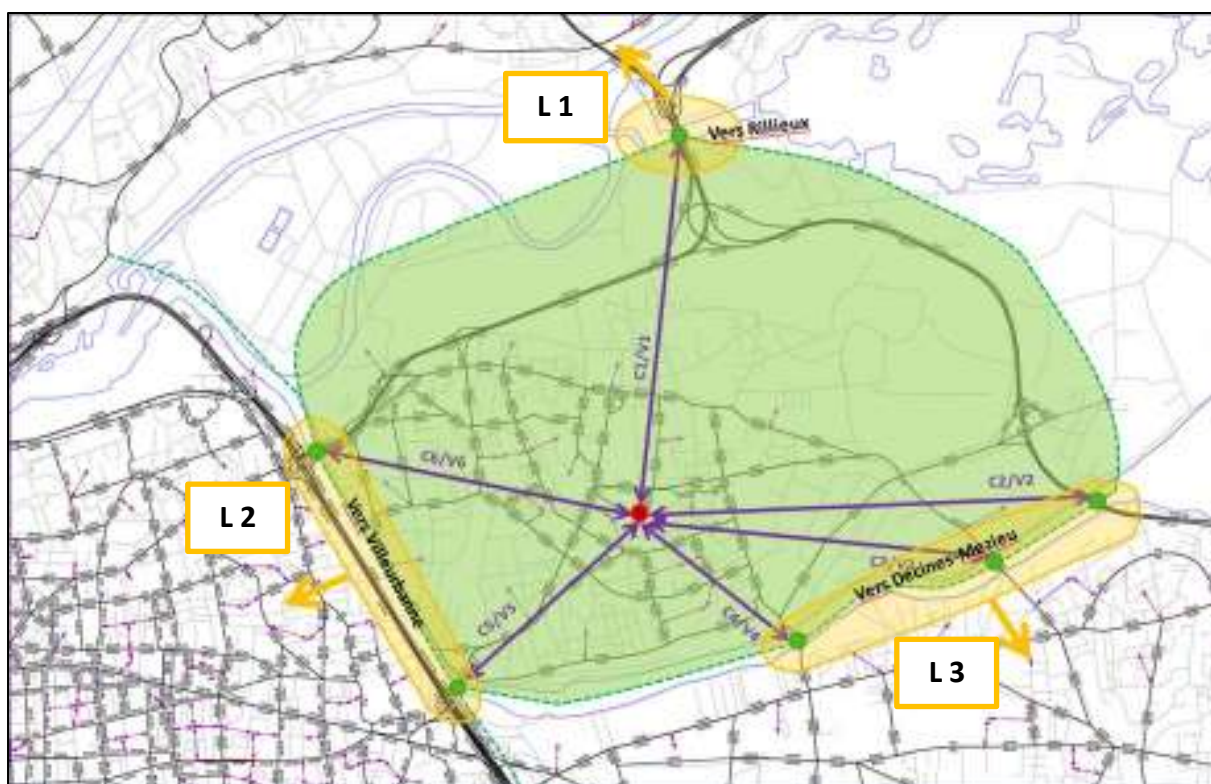 L 1
Vers Rillieux
C1/V1
C6/V6
C2/V2
L 2
Vers Villeurbanne
Vers Décines-Mezieu
C5/V5
C4/V4
L 3